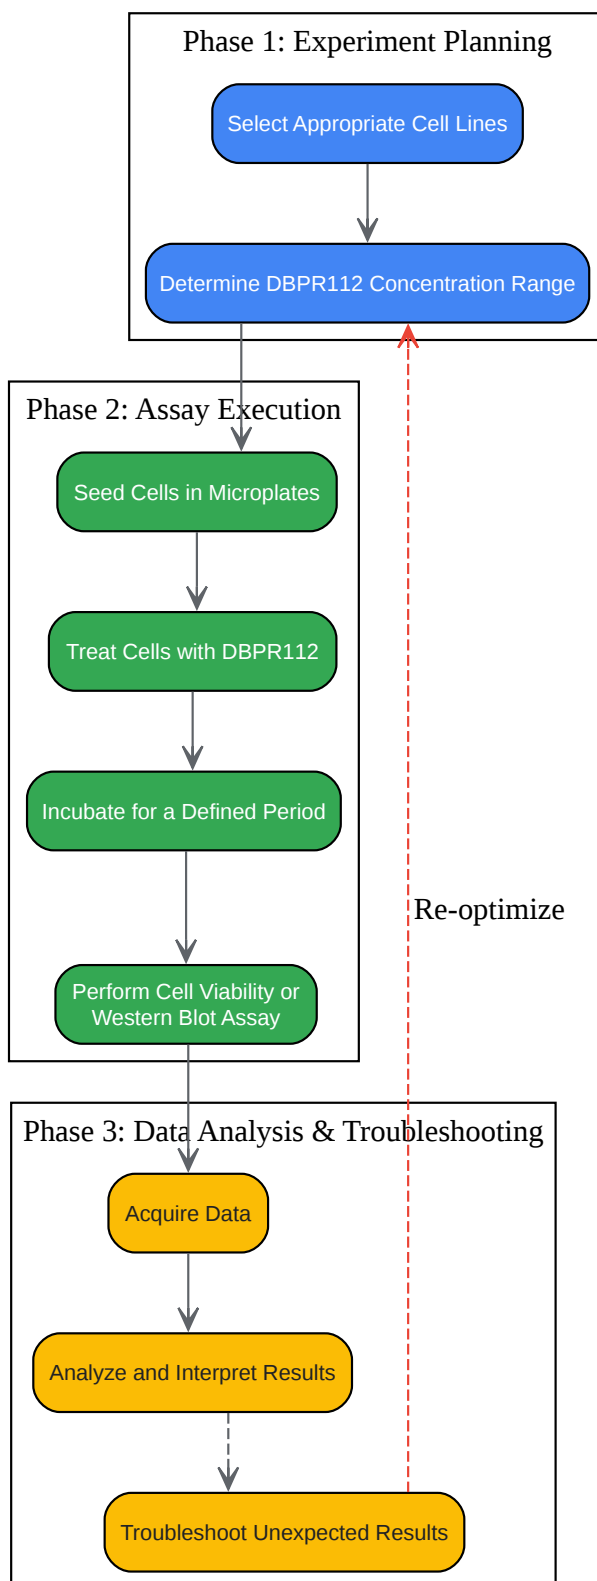 Phase 1: Experiment Planning
Select Appropriate Cell Lines
Determine DBPR112 Concentration Range
Phase 2: Assay Execution
Seed Cells in Microplates
Treat Cells with DBPR112
Incubate for a Defined Period
Re-optimize
Perform Cell Viability or
Western Blot Assay
Phase 3: Data Analysis & Troubleshooting
Acquire Data
Analyze and Interpret Results
Troubleshoot Unexpected Results